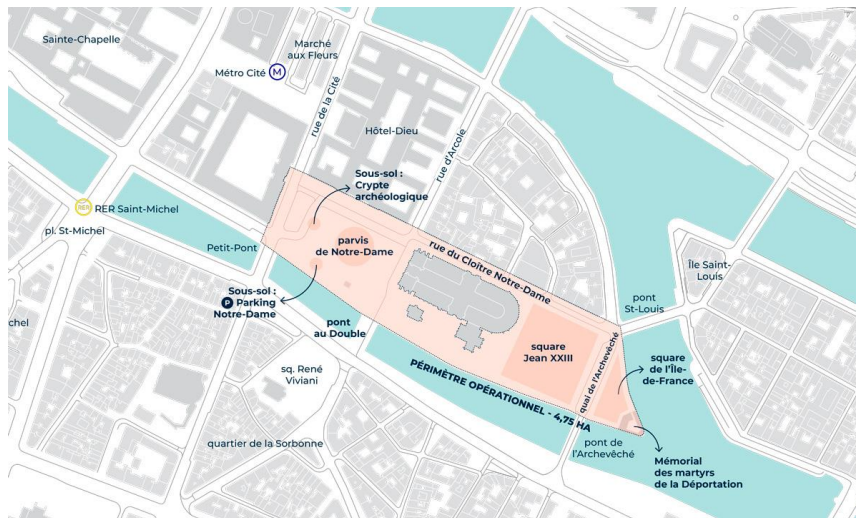 Sainte-Chapelle
Marché
aux Fleurs
Métro Cité
M
rue de la Cité
Hôtel-Dieu
rue d'Arcole
Sous-sol :
Crypte
archéologique
RER
RER Saint-Michel
pl. St-Michel
Petit-Pont
parvis
de Notre-Dame
rue du Cloître Notre-Dame
Île Saint-
Louis
pont
St-Louis
Sous-sol :
P Parking
Notre-Dame
chel
pont
au Double
square
Jean XXIII
quai de l'Archevêché
square
de l'Île-
de-France
sq. René
Viviani
PÉRIMÈTRE OPÉRATIONNEL - 4,75 HA
quartier de la Sorbonne
pont de
l'Archevêché
Mémorial
des martyrs
de la Déportation